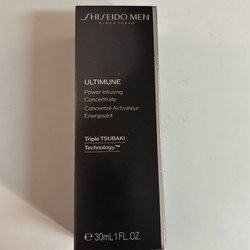 SHISEIDO MEN
GINZA TOKYO
ULTIMUNE
Power Infusing
Concentrate
Concentré Activateur
Energisant
Triple TSUBAKI
Technology™
e 30mL 1 FL. OZ.